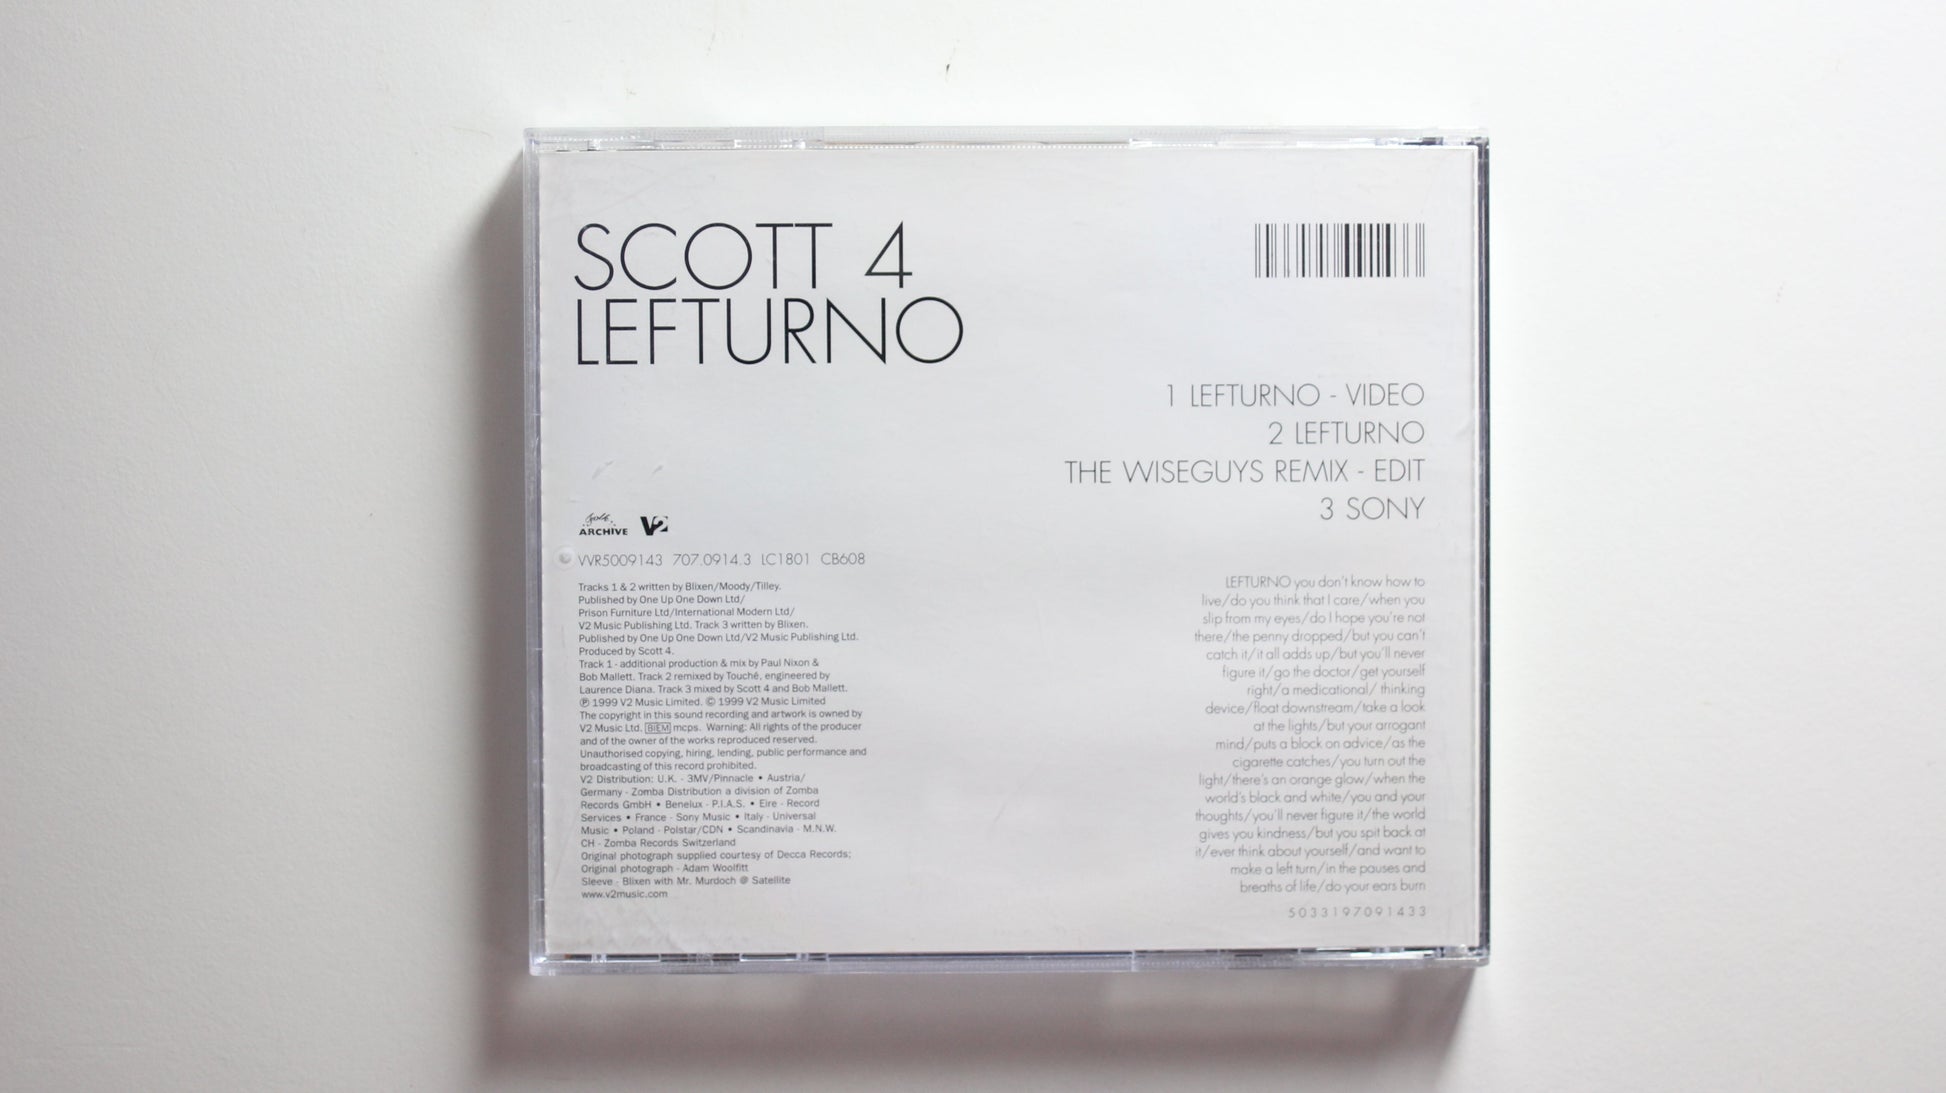 SCOTT 4
LEFTURNO
1 LEFTURNO - VIDEO
2 LEFTURNO
THE WISEGUYS REMIX - EDIT
3 SONY
ARCHIVE V2
VVR5009143 707.0914.3 LC1801 CB608
Tracks 1 & 2 written by Blixen/Moody/Tilley.
Published by One Up One Down Ltd/
Prison Furniture Ltd/International Modern Ltd/
V2 Music Publishing Ltd. Track 3 written by Blixen.
Published by One Up One Down Ltd/V2 Music Publishing Ltd.
Produced by Scott 4.
Track 1 - additional production & mix by Paul Nixon &
Bob Mallett. Track 2 remixed by Touché, engineered by
Laurence Diana. Track 3 mixed by Scott 4 and Bob Mallett.
℗ 1999 V2 Music Limited. © 1999 V2 Music Limited
The copyright in this sound recording and artwork is owned by
V2 Music Ltd. BIEM mcps. Warning: All rights of the producer
and of the owner of the works reproduced reserved.
Unauthorised copying, hiring, lending, public performance and
broadcasting of this record prohibited.
V2 Distribution: U.K. - 3MV/Pinnacle • Austria/
Germany - Zomba Distribution a division of Zomba
Records GmbH • Benelux - P.I.A.S. • Eire - Record
Services • France - Sony Music • Italy - Universal
Music • Poland - Polstar/CDN • Scandinavia - M.N.W.
CH - Zomba Records Switzerland
Original photograph supplied courtesy of Decca Records;
Original photograph - Adam Woolfitt
Sleeve - Blixen with Mr. Murdoch @ Satellite
www.v2music.com
LEFTURNO you don't know how to
live/do you think that I care/when you
slip from my eyes/do I hope you're not
there/the penny dropped/but you can't
catch it/it all adds up/but you'll never
figure it/go the doctor/get yourself
right/a medicational/ thinking
device/float downstream/take a look
at the lights/but your arrogant
mind/puts a block on advice/as the
cigarette catches/you turn out the
light/there's an orange glow/when the
world's black and white/you and your
thoughts/you'll never figure it/the world
gives you kindness/but you spit back at
it/ever think about yourself/and want to
make a left turn/in the pauses and
breaths of life/do your ears burn
5033197091433